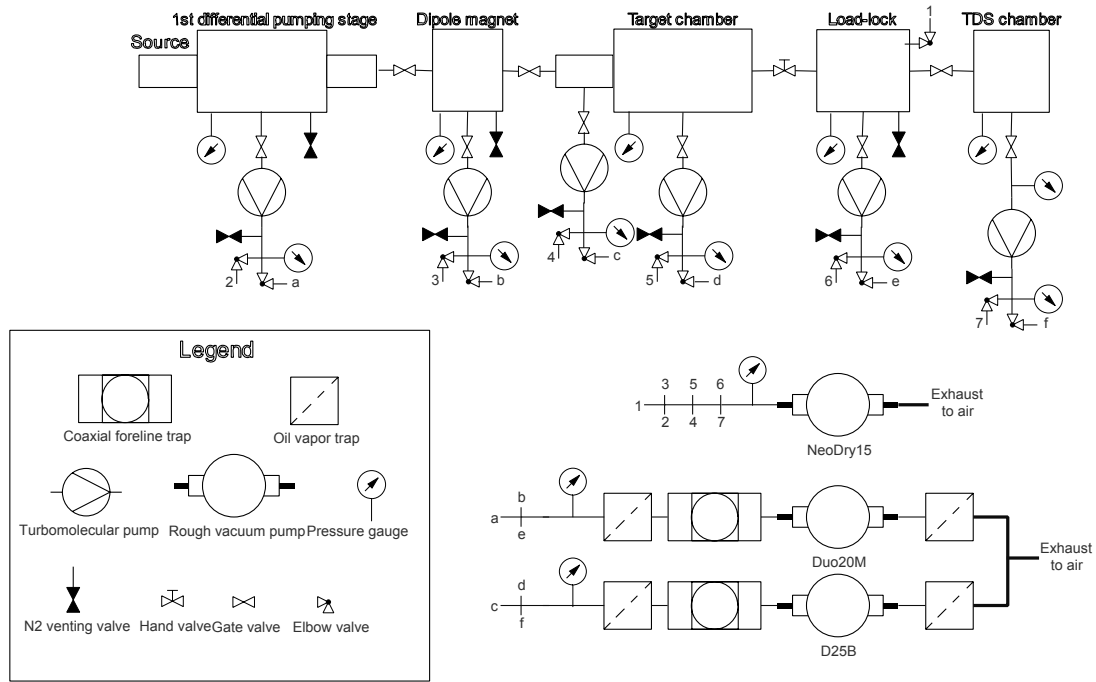 1st differential pumping stage
Dipole magnet
Target chamber
Load-lock
1
TDS chamber
Source
2
a
3
b
4
c
5
d
6
e
7
f
Legend
Coaxial foreline trap
Oil vapor trap
Turbomolecular pump
Rough vacuum pump
Pressure gauge
N2 venting valve
Hand valve
Gate valve
Elbow valve
3 5 6
1
2 4 7
NeoDry15
Exhaust
to air
b
a
e
Duo20M
d
c
f
D25B
Exhaust
to air